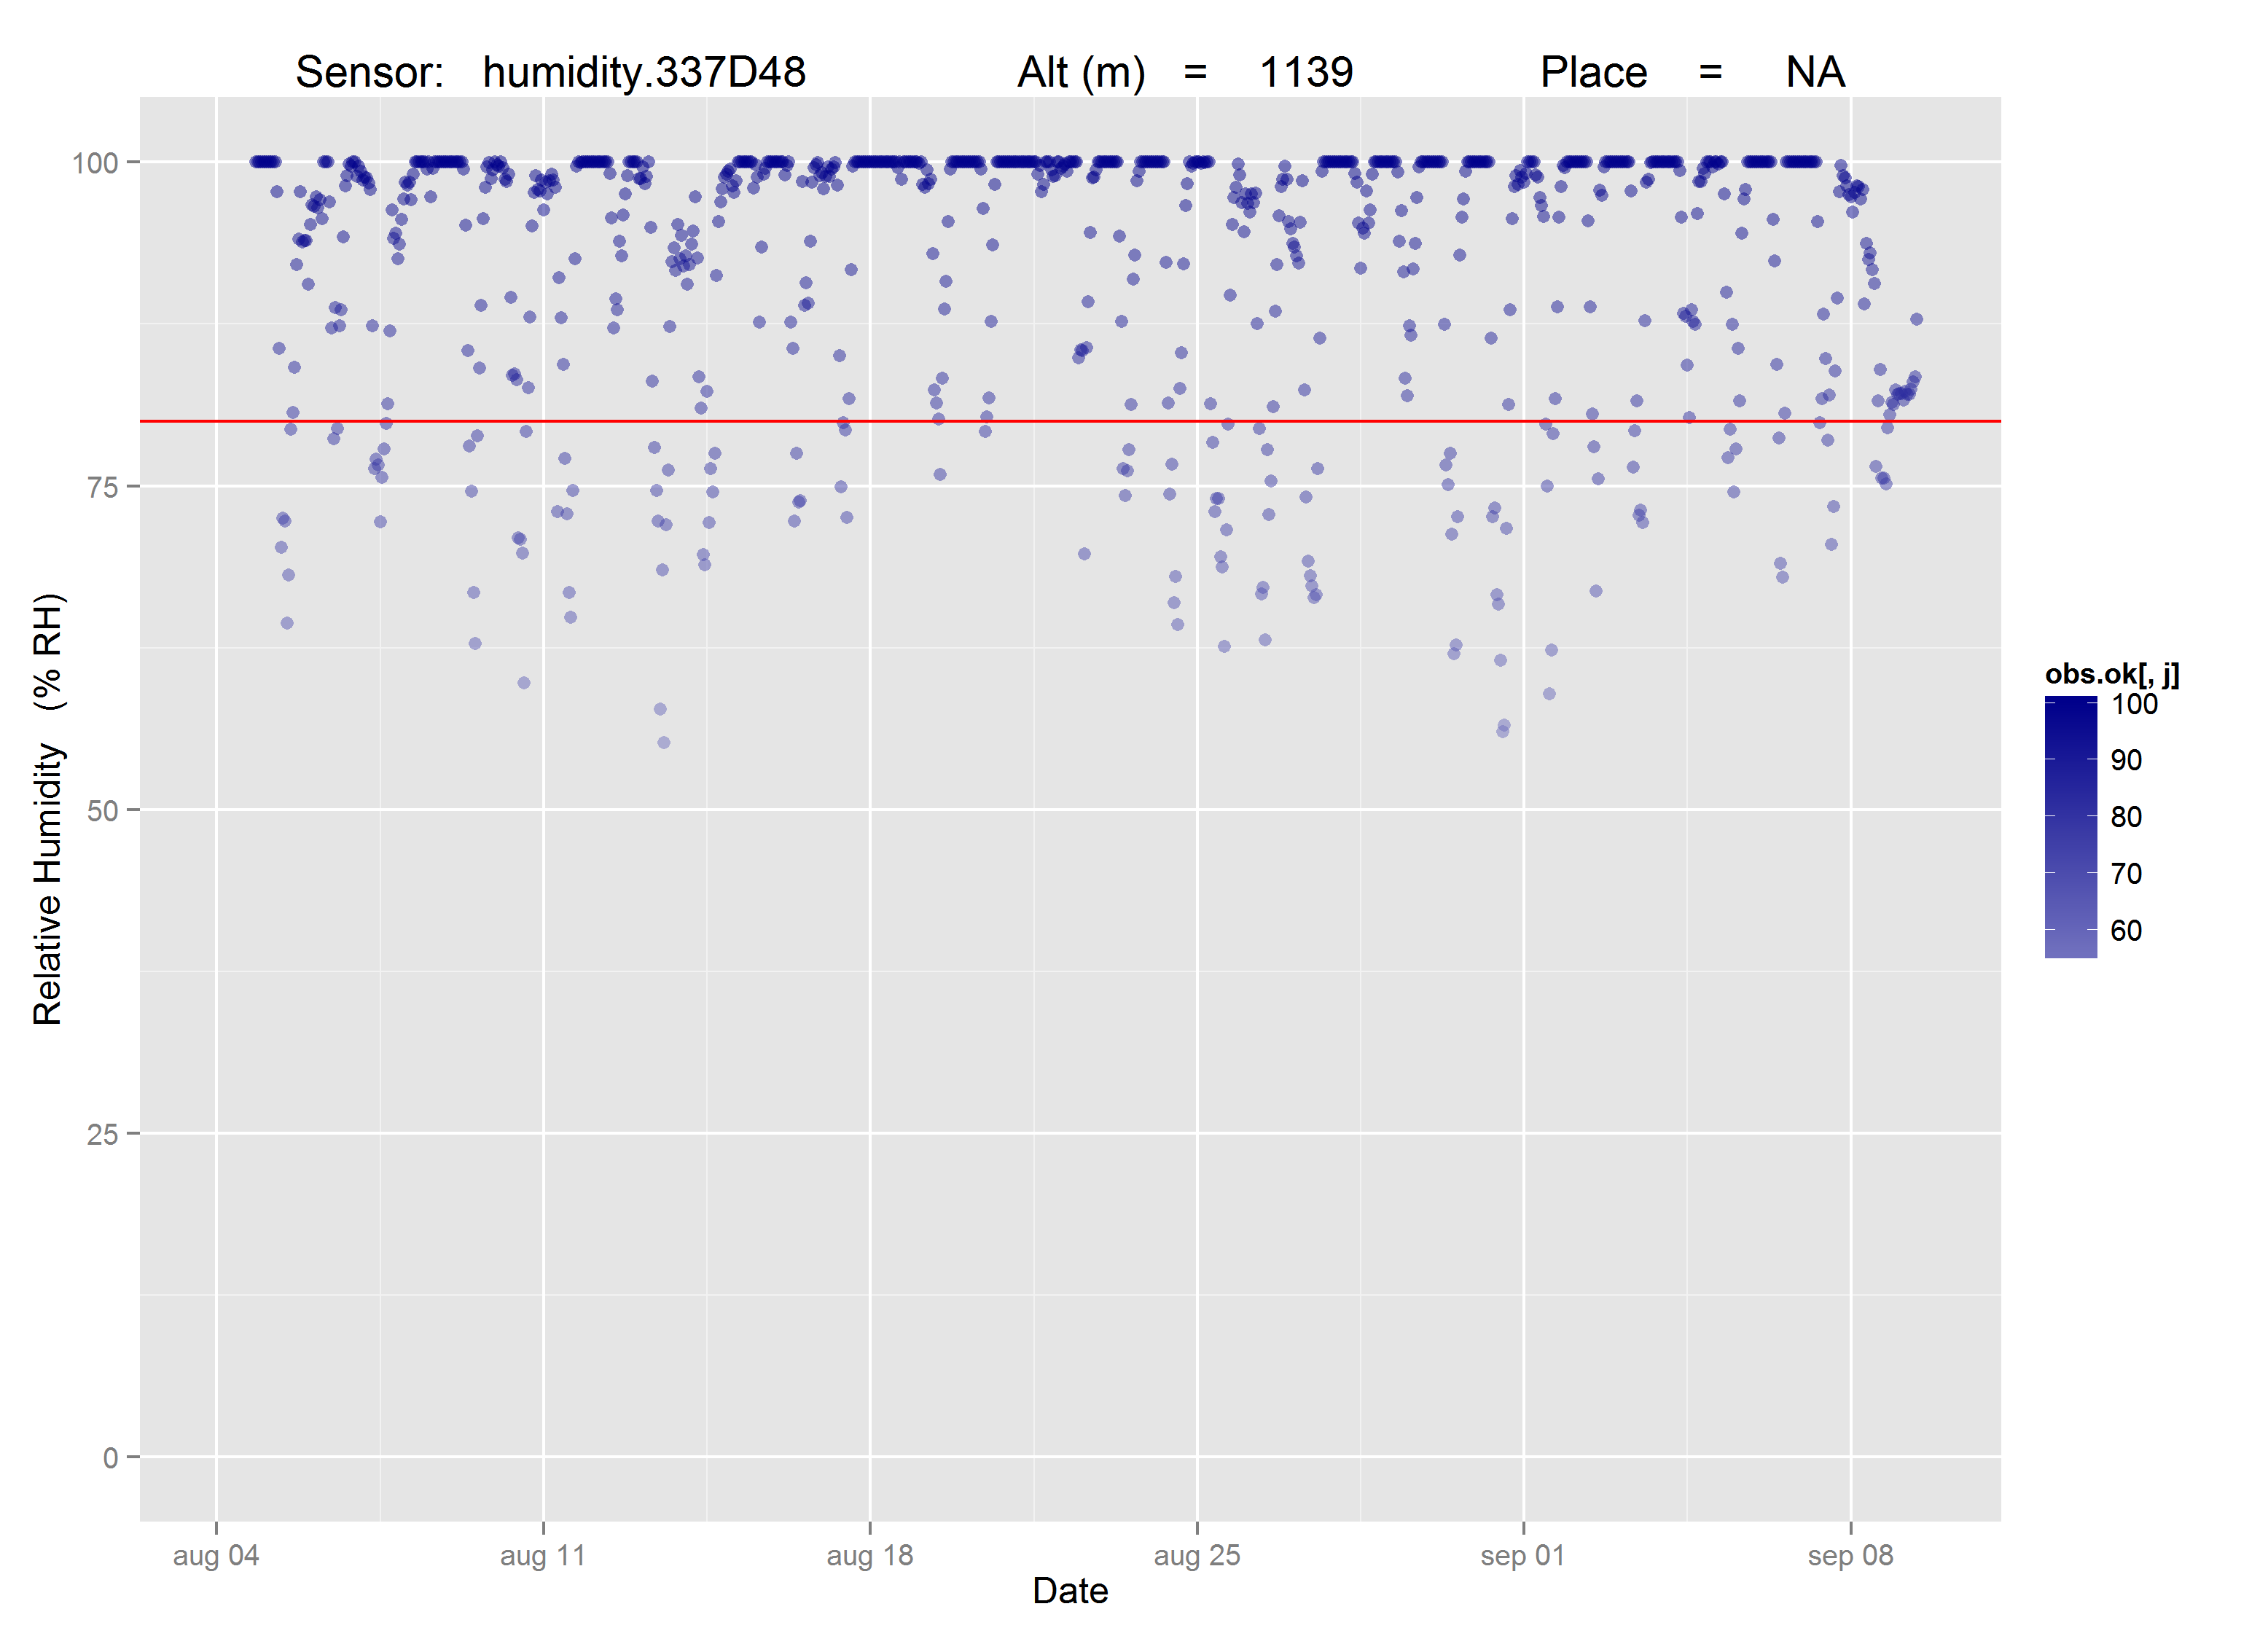 Sensor: humidity.337D48 Alt (m) = 1139 Place = NA
100
75
50
25
0
Relative Humidity (% RH)
aug 04 aug 11 aug 18 aug 25 sep 01 sep 08
Date
obs.ok[, j]
100
90
80
70
60